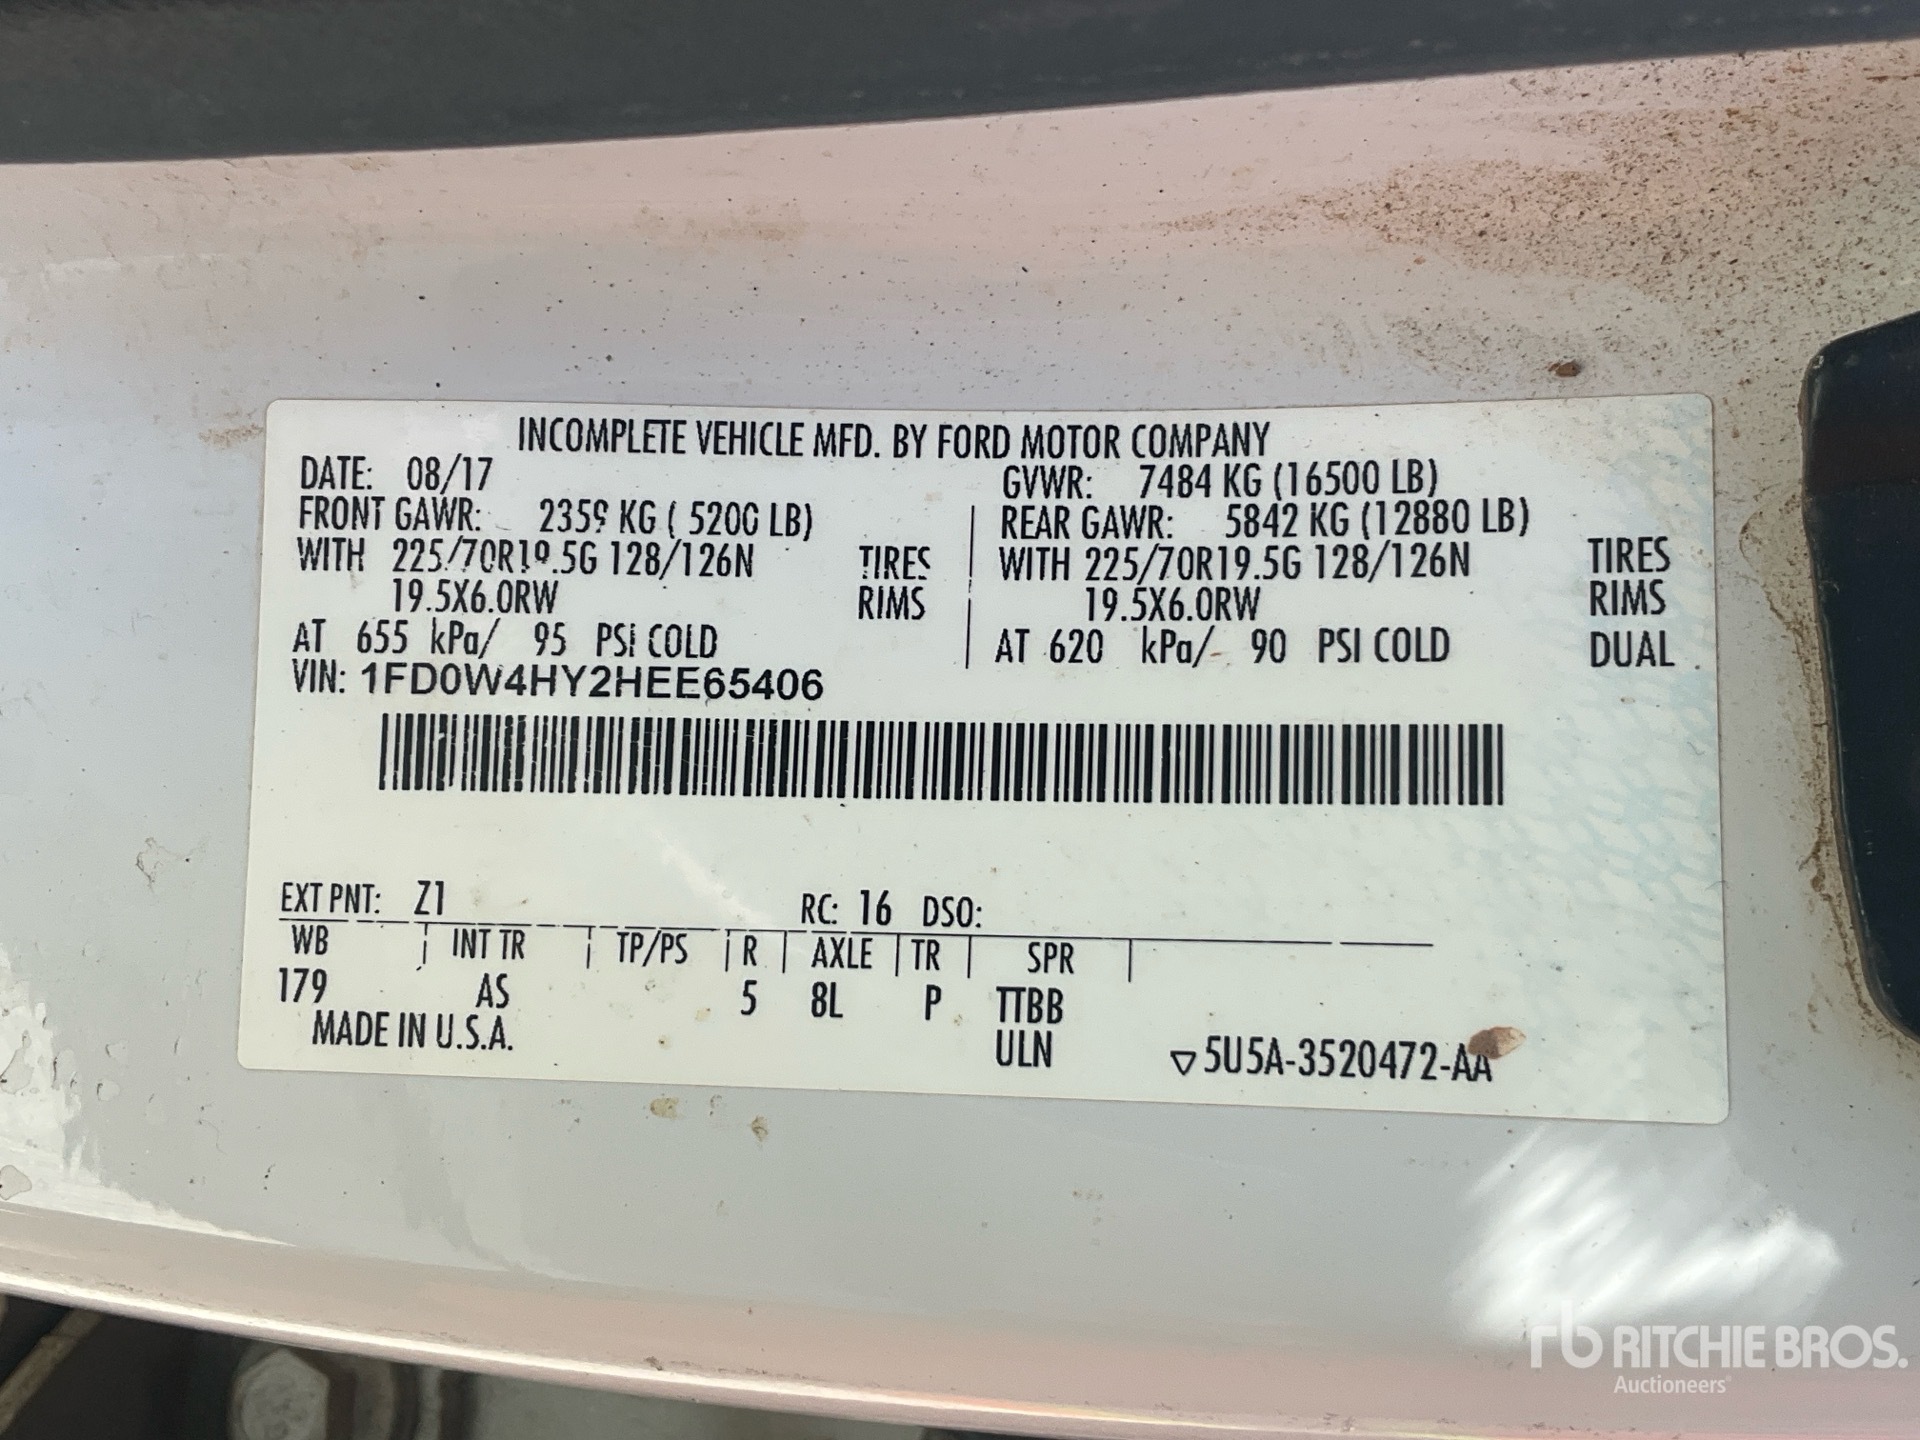 INCOMPLETE VEHICLE MFD. BY FORD MOTOR COMPANY
DATE: 08/17 GVWR: 7484 KG (16500 LB)
FRONT GAWR: 2359 KG ( 5200 LB) REAR GAWR: 5842 KG (12880 LB)
WITH 225/70R19.5G 128/126N TIRES WITH 225/70R19.5G 128/126N TIRES
19.5X6.0RW RIMS 19.5X6.0RW RIMS
AT 655 kPa/ 95 PSI COLD AT 620 kPa/ 90 PSI COLD DUAL
VIN: 1FD0W4HY2HEE65406
EXT PNT: Z1 RC: 16 DSO:
WB INT TR TP/PS R AXLE TR SPR
179 AS 5 8L P TTBB
MADE IN U.S.A. ULN ▽5U5A-3520472-AA
rb RITCHIE BROS.
Auctioneers